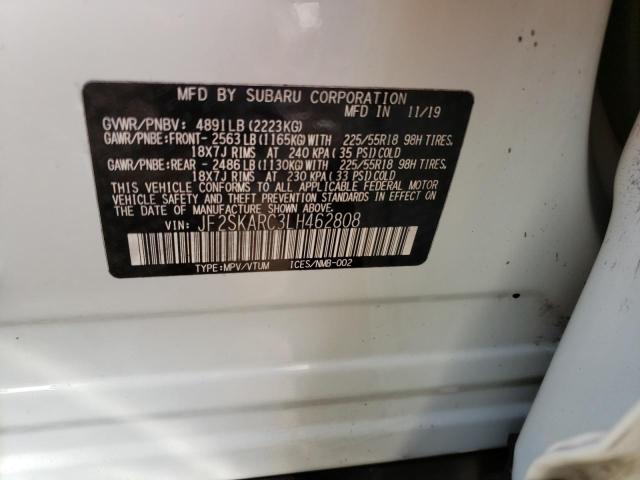 MFD BY SUBARU CORPORATION
MFD IN 11/19
GVWR/PNBV: 4891LB (2223KG)
GAWR/PNBE: FRONT-2563LB (1165KG) WITH 225/55R18 98H TIRES,
18X7J RIMS AT 240 KPA (35 PSI) COLD
GAWR/PNBE: REAR -2486LB (1130KG) WITH 225/55R18 98H TIRES,
18X7J RIMS AT 230 KPA (33 PSI) COLD
THIS VEHICLE CONFORMS TO ALL APPLICABLE FEDERAL MOTOR
VEHICLE SAFETY AND THEFT PREVENTION STANDARDS IN EFFECT ON
THE DATE OF MANUFACTURE SHOWN ABOVE.
VIN: JF2SKARC3LH462808
TYPE: MPV/VTUM ICES/NMB-002